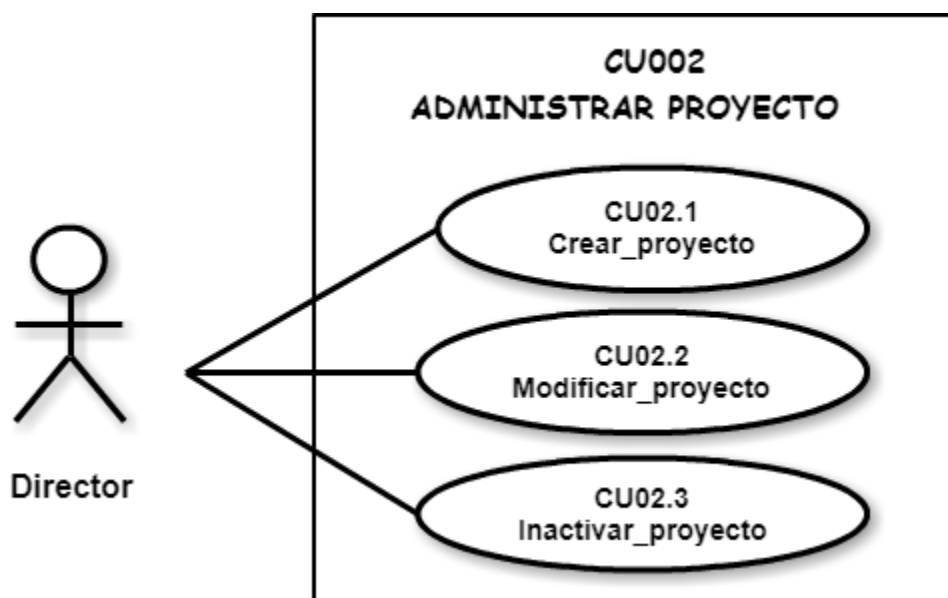 CU002
ADMINISTRAR PROYECTO
CU02.1
Crear_proyecto
CU02.2
Modificar_proyecto
Director
CU02.3
Inactivar_proyecto